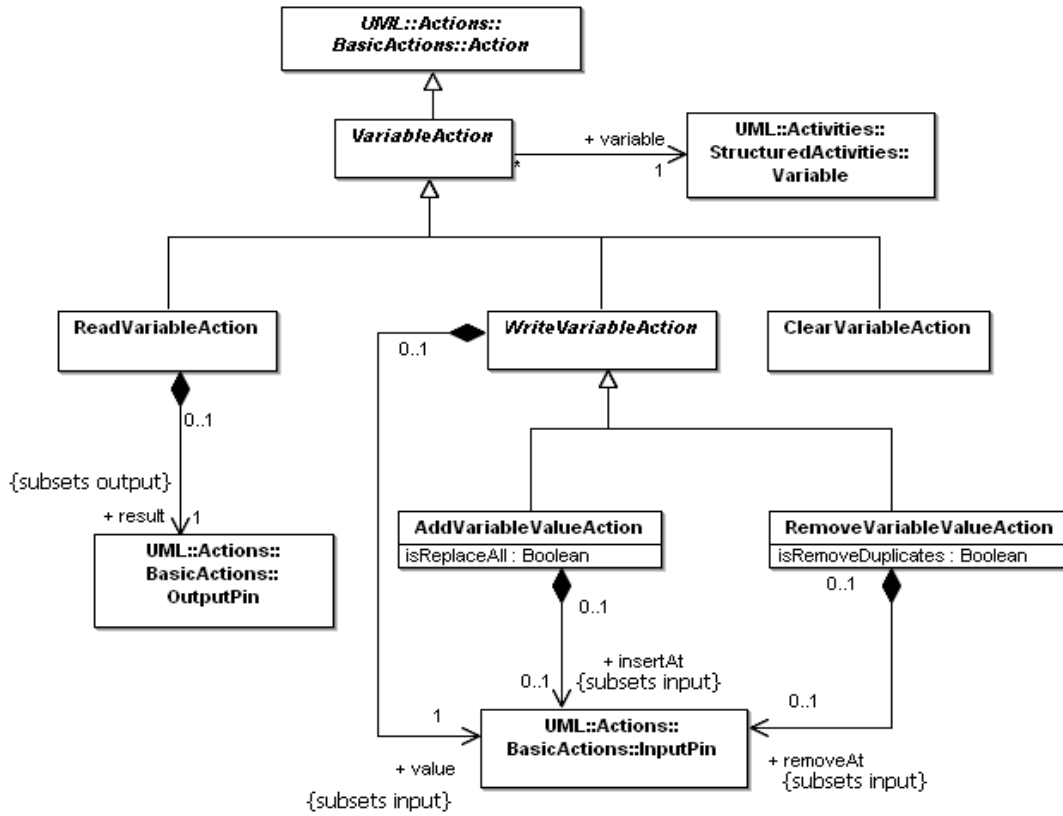 UML::Actions::
BasicActions::Action
VariableAction
+ variable
*
1
UML::Activities::
StructuredActivities::
Variable
ReadVariableAction
0..1
WriteVariableAction
ClearVariableAction
0..1
{subsets output}
+ result
1
UML::Actions::
BasicActions::
OutputPin
AddVariableValueAction
isReplaceAll : Boolean
RemoveVariableValueAction
isRemoveDuplicates : Boolean
0..1
0..1
+ insertAt
0..1
{subsets input}
0..1
1
UML::Actions::
BasicActions::InputPin
+ value
{subsets input}
+ removeAt
{subsets input}